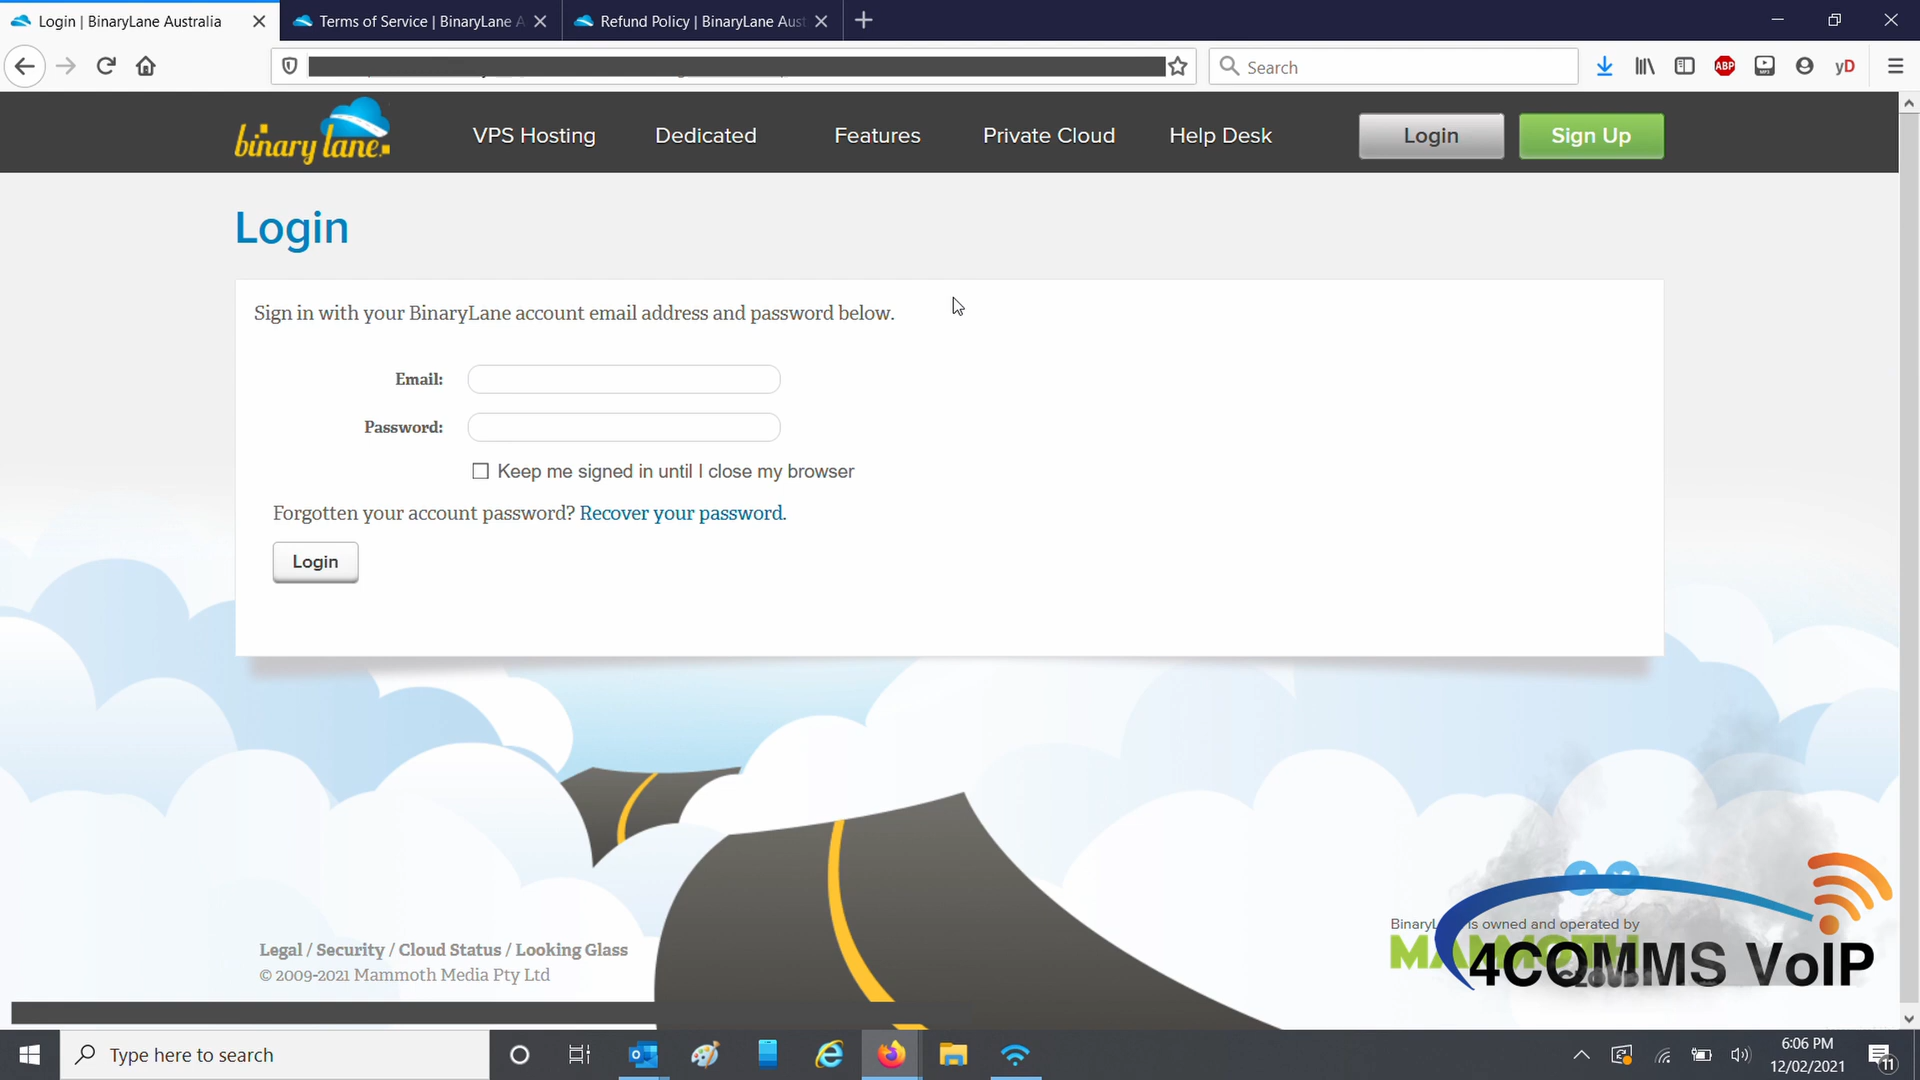 Login | BinaryLane Australia
Terms of Service | BinaryLane A
Refund Policy | BinaryLane Aust
Search
ABP
yD
binary lane.
VPS Hosting
Dedicated
Features
Private Cloud
Help Desk
Login
Sign Up
Login
Sign in with your BinaryLane account email address and password below.
Email:
Password:
Keep me signed in until I close my browser
Forgotten your account password? Recover your password.
Login
BinaryL is owned and operated by
4COMMS VoIP
Legal / Security / Cloud Status / Looking Glass
© 2009-2021 Mammoth Media Pty Ltd
Type here to search
6:06 PM
12/02/2021
11